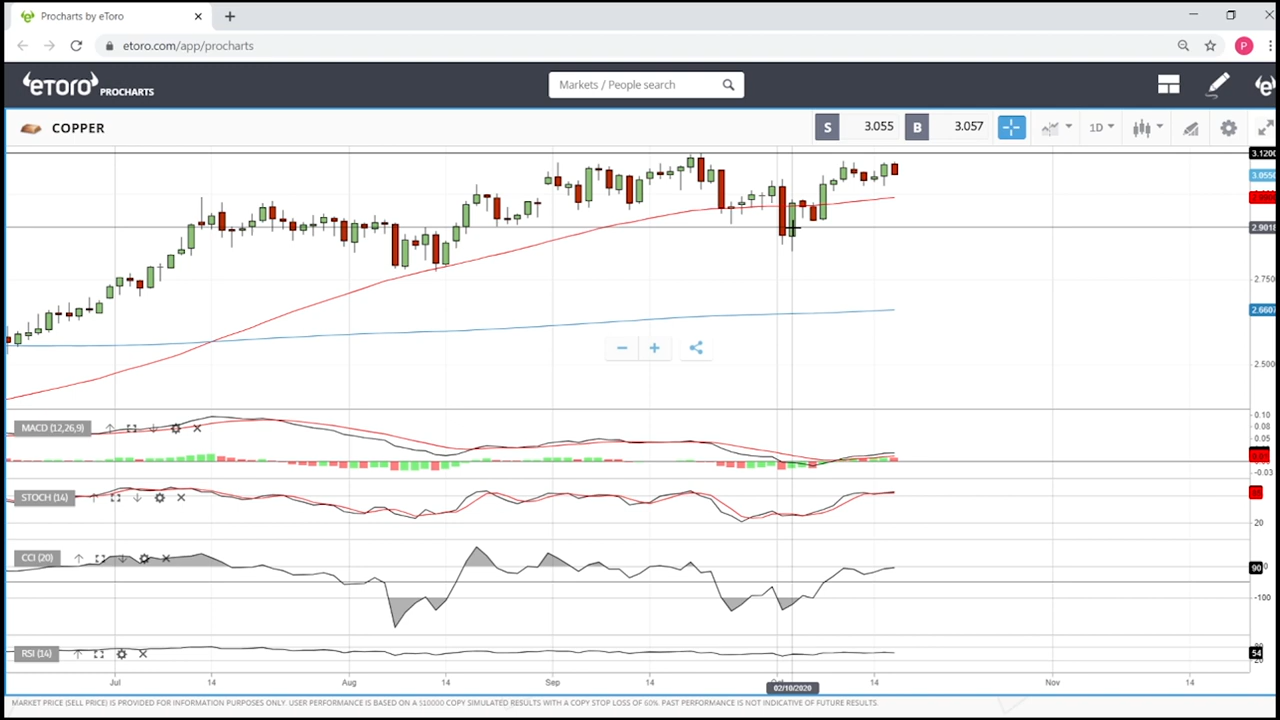 Procharts by eToro
etoro.com/app/procharts
P
eToro PROCHARTS
Markets / People search
COPPER
S 3.055 B 3.057 1D
3.1200
3.0550
2.9018
2.7500
2.6607
2.5000
MACD (12,26,9)
0.10
0.08
0.05
-0.03
STOCH (14)
20
CCI (20)
90
-100
RSI (14)
54
20
Jul 14 Aug 14 Sep 14 14 Nov 14
02/10/2020
MARKET PRICE (SELL PRICE) IS PROVIDED FOR INFORMATION PURPOSES ONLY. USER PERFORMANCE IS BASED ON A $10000 COPY SIMULATED RESULTS WITH A COPY STOP LOSS OF 60%. PAST PERFORMANCE IS NOT INDICATIVE OF FUTURE RESULTS.